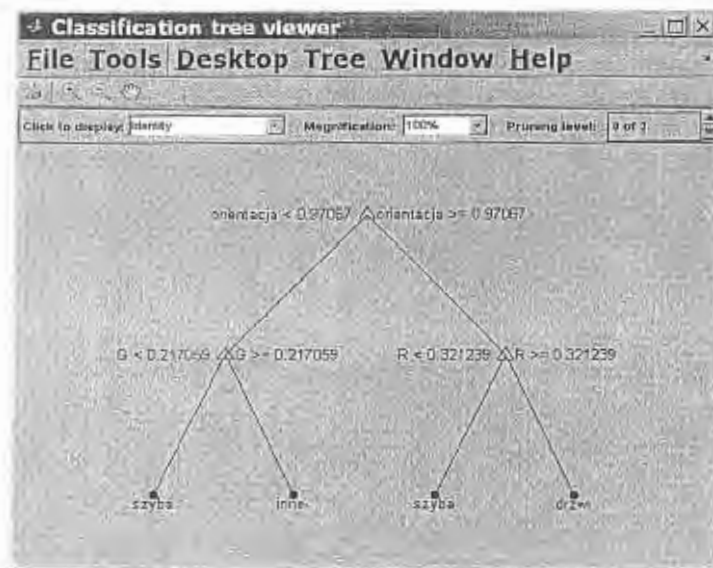 Classification tree viewer
File Tools Desktop Tree Window Help
Click to display: Identity Magnification: 100% Pruning level: 0 of
orientacja < 0.97067 orientacja >= 0.97067
G < 0.217059 G >= 0.217059 R < 0.321239 R >= 0.321239
szyba inne szyba drzwi